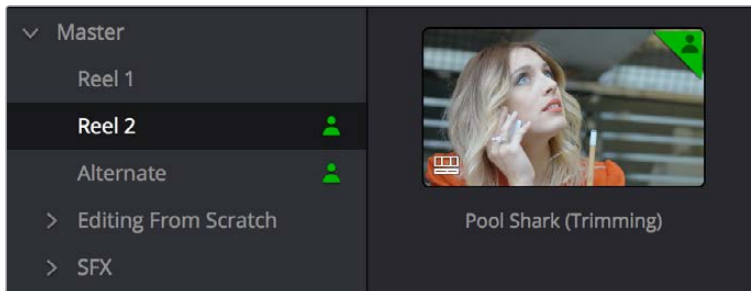 Master
Reel 1
Reel 2
Alternate
Editing From Scratch
SFX
Pool Shark (Trimming)